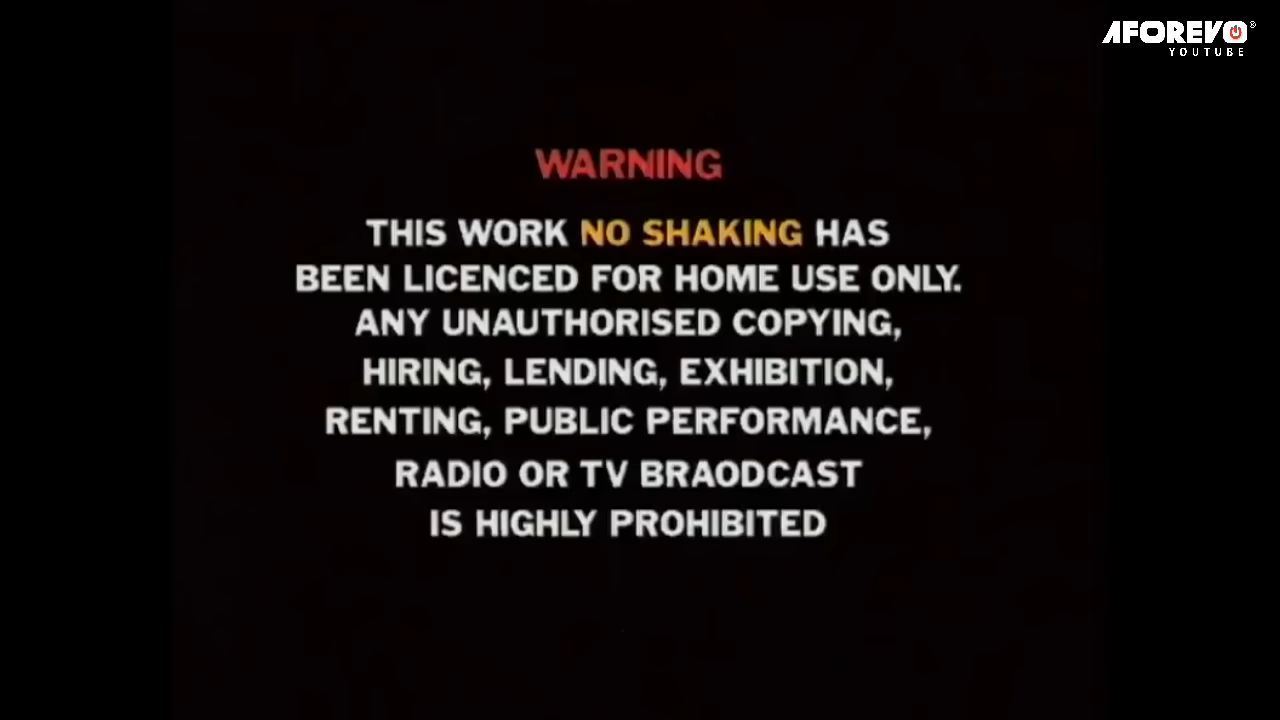 AFOREVO
YOUTUBE
WARNING
THIS WORK NO SHAKING HAS
BEEN LICENCED FOR HOME USE ONLY.
ANY UNAUTHORISED COPYING,
HIRING, LENDING, EXHIBITION,
RENTING, PUBLIC PERFORMANCE,
RADIO OR TV BRAODCAST
IS HIGHLY PROHIBITED